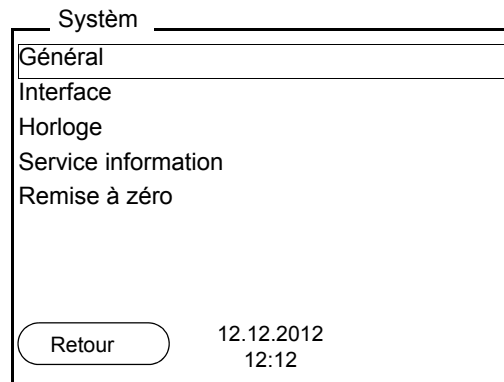 Systèm
Général
Interface
Horloge
Service information
Remise à zéro
Retour
12.12.2012
12:12